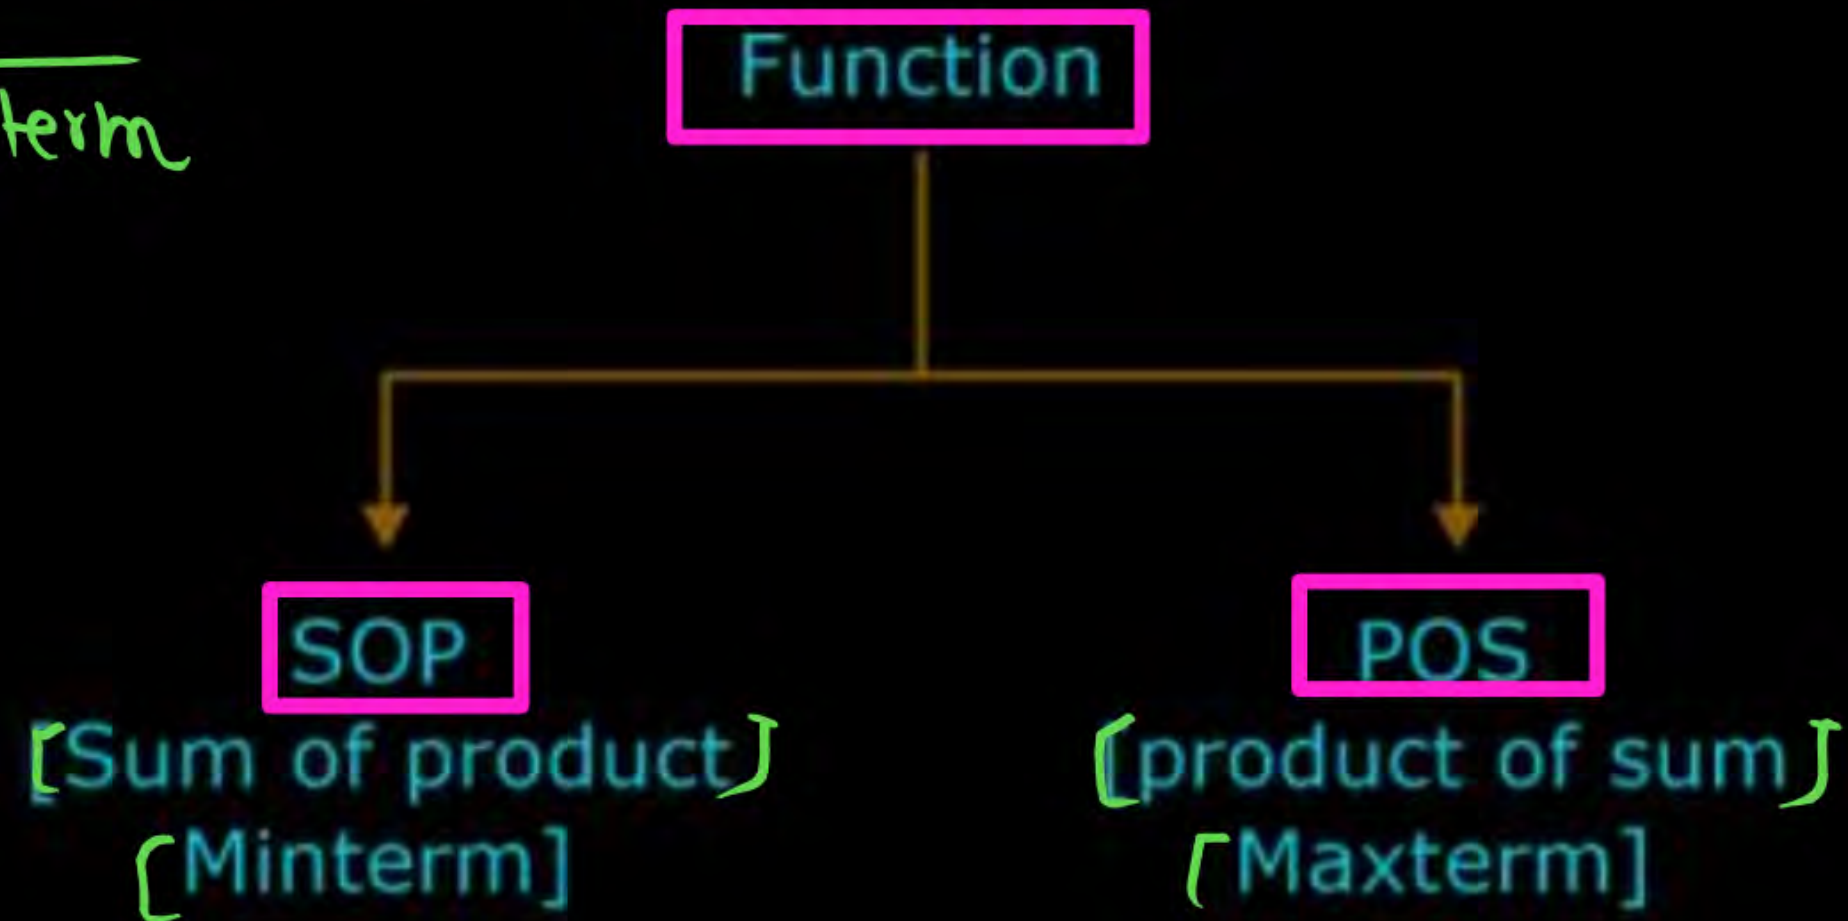 Function
term
SOP
[Sum of product]
[Minterm]
POS
[product of sum]
[Maxterm]